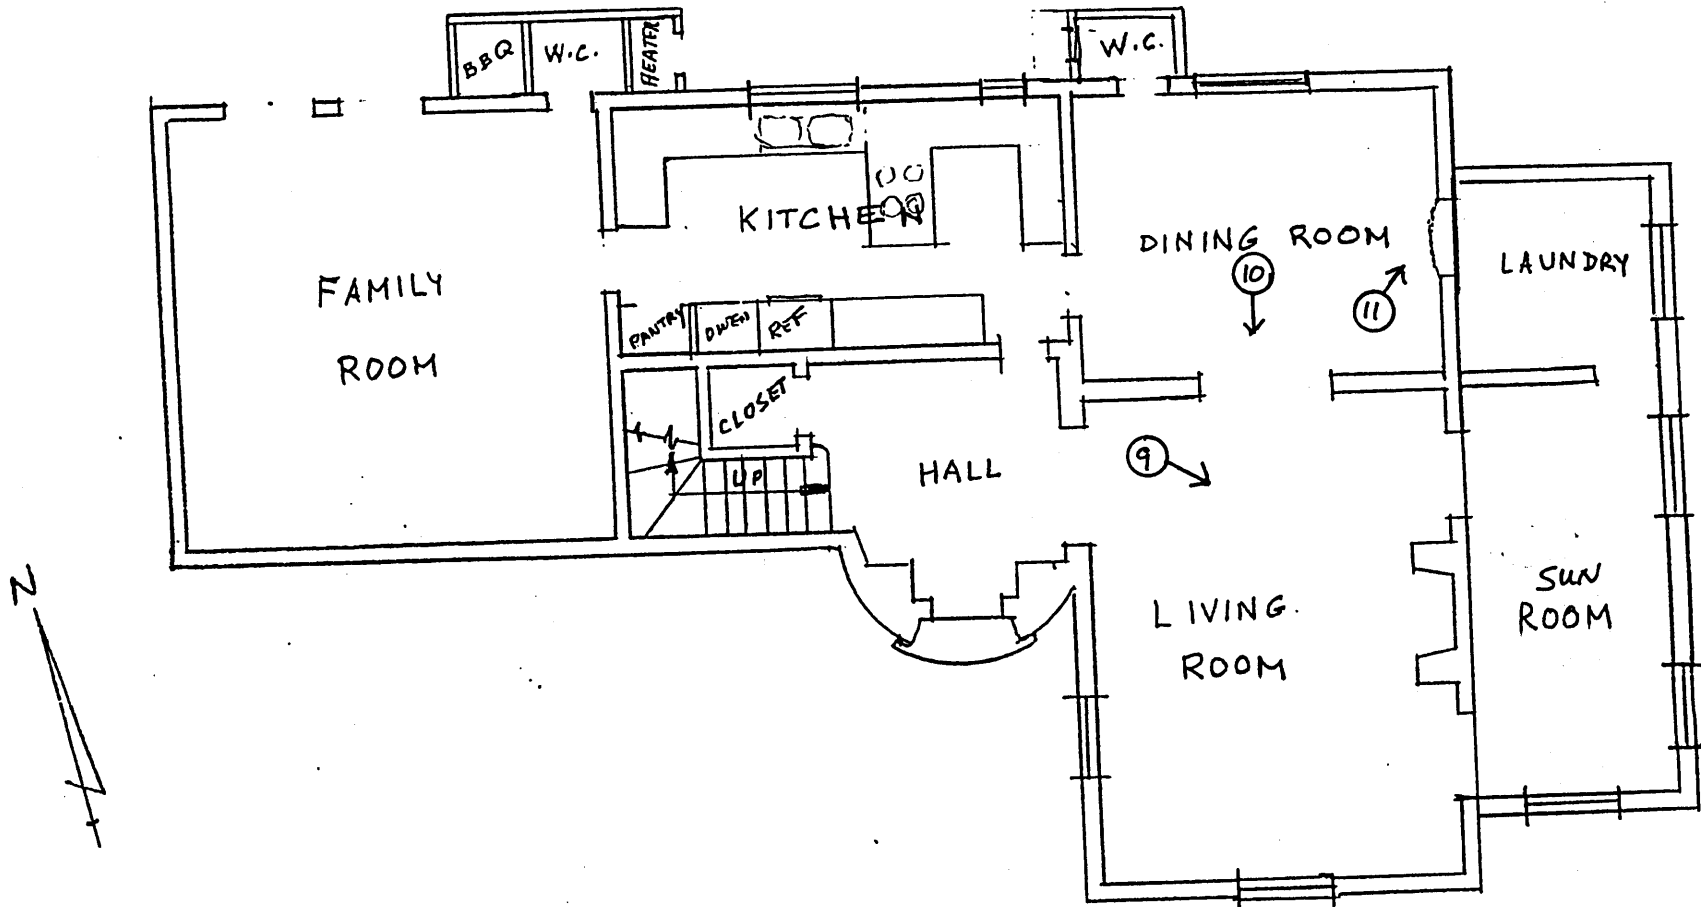 BBQ
W.C.
HEATER
W.C.
KITCHEN
DINING ROOM
LAUNDRY
FAMILY
ROOM
PANTRY
OVEN
REF
10
11
CLOSET
UP
HALL
9
LIVING
ROOM
SUN
ROOM
N